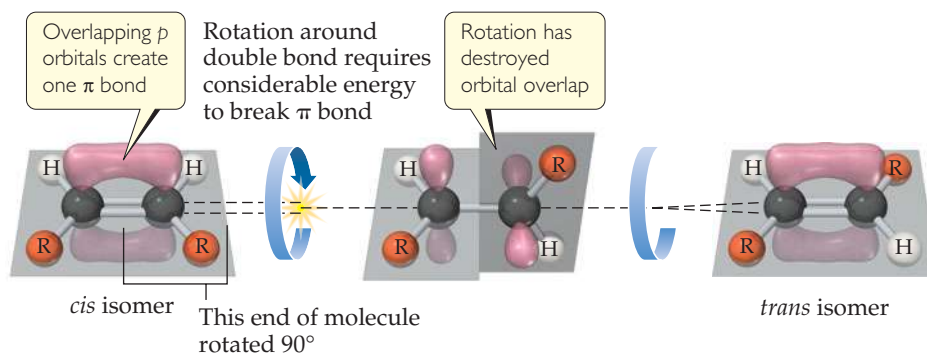 Overlapping p
orbitals create
one π bond
Rotation around
double bond requires
considerable energy
to break π bond
Rotation has
destroyed
orbital overlap
H
H
R
R
H
R
R
H
H
R
R
H
cis isomer
This end of molecule
rotated 90°
trans isomer